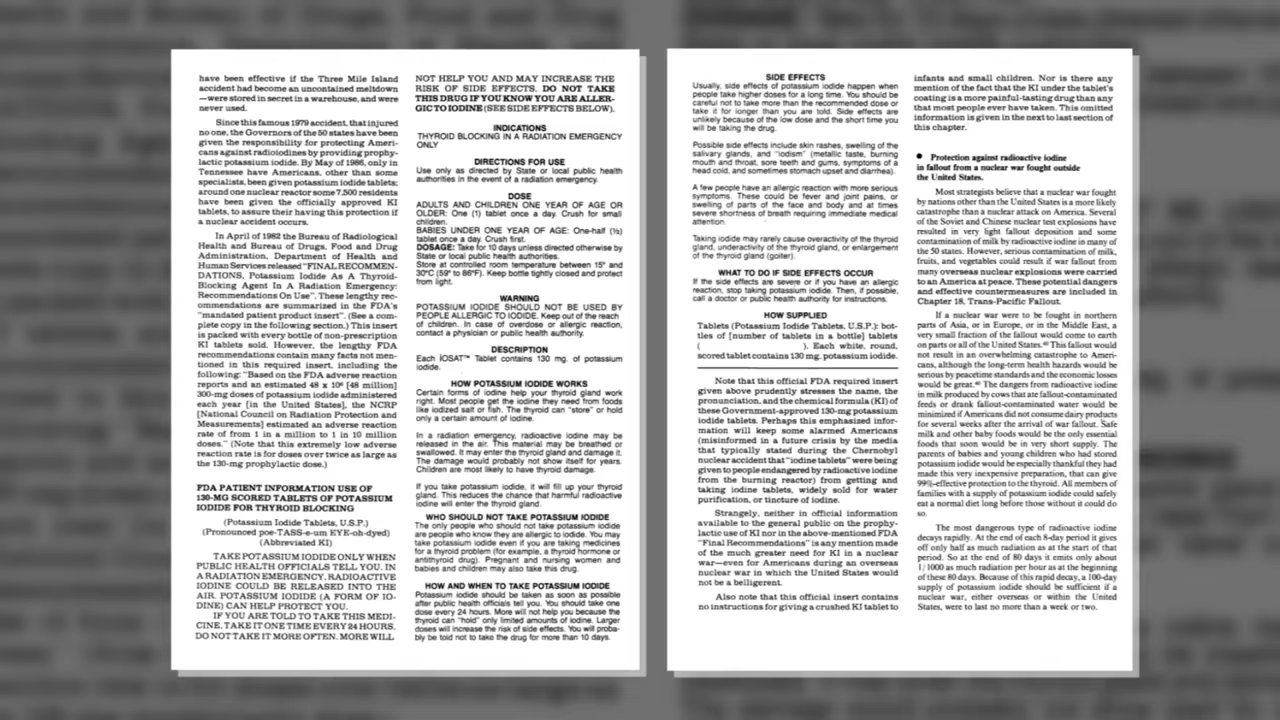 have been effective if the Three Mile Island
accident had become an uncontained meltdown
—were stored in secret in a warehouse, and were
never used.
Since this famous 1979 accident, that injured
no one, the Governors of the 50 states have been
given the responsibility for protecting Ameri-
cans against radioiodines by providing prophy-
lactic potassium iodide. By May of 1986, only in
Tennessee have Americans, other than some
specialists, been given potassium iodide tablets;
around one nuclear reactor some 7,500 residents
have been given the officially approved KI
tablets, to assure their having this protection if
a nuclear accident occurs.
In April of 1982 the Bureau of Radiological
Health and Bureau of Drugs, Food and Drug
Administration, Department of Health and
Human Services released "FINAL RECOMMEN-
DATIONS, Potassium Iodide As A Thyroid-
Blocking Agent In A Radiation Emergency:
Recommendations On Use". These lengthy rec-
ommendations are summarized in the FDA's
"mandated patient product insert". (See a com-
plete copy in the following section.) This insert
is packed with every bottle of non-prescription
KI tablets sold. However, the lengthy FDA
recommendations contain many facts not men-
tioned in this required insert, including the
following: "Based on the FDA adverse reaction
reports and an estimated 48 x 10⁶ [48 million]
300-mg doses of potassium iodide administered
each year [in the United States], the NCRP
[National Council on Radiation Protection and
Measurements] estimated an adverse reaction
rate of from 1 in a million to 1 in 10 million
doses." (Note that this extremely low adverse
reaction rate is for doses over twice as large as
the 130-mg prophylactic dose.)
FDA PATIENT INFORMATION USE OF
130-MG SCORED TABLETS OF POTASSIUM
IODIDE FOR THYROID BLOCKING
(Potassium Iodide Tablets, U.S.P.)
(Pronounced poe-TASS-e-um EYE-oh-dyed)
(Abbreviated KI)
TAKE POTASSIUM IODIDE ONLY WHEN
PUBLIC HEALTH OFFICIALS TELL YOU. IN
A RADIATION EMERGENCY, RADIOACTIVE
IODINE COULD BE RELEASED INTO THE
AIR. POTASSIUM IODIDE (A FORM OF IO-
DINE) CAN HELP PROTECT YOU.
IF YOU ARE TOLD TO TAKE THIS MEDI-
CINE, TAKE IT ONE TIME EVERY 24 HOURS.
DO NOT TAKE IT MORE OFTEN. MORE WILL
NOT HELP YOU AND MAY INCREASE THE
RISK OF SIDE EFFECTS. DO NOT TAKE
THIS DRUG IF YOU KNOW YOU ARE ALLER-
GIC TO IODINE (SEE SIDE EFFECTS BELOW).
INDICATIONS
THYROID BLOCKING IN A RADIATION EMERGENCY
ONLY
DIRECTIONS FOR USE
Use only as directed by State or local public health
authorities in the event of a radiation emergency.
DOSE
ADULTS AND CHILDREN ONE YEAR OF AGE OR
OLDER: One (1) tablet once a day. Crush for small
children.
BABIES UNDER ONE YEAR OF AGE: One-half (½)
tablet once a day. Crush first.
DOSAGE: Take for 10 days unless directed otherwise by
State or local public health authorities.
Store at controlled room temperature between 15° and
30°C (59° to 86°F). Keep bottle tightly closed and protect
from light.
WARNING
POTASSIUM IODIDE SHOULD NOT BE USED BY
PEOPLE ALLERGIC TO IODIDE. Keep out of the reach
of children. In case of overdose or allergic reaction,
contact a physician or public health authority.
DESCRIPTION
Each iOSAT™ Tablet contains 130 mg. of potassium
iodide.
HOW POTASSIUM IODIDE WORKS
Certain forms of iodine help your thyroid gland work
right. Most people get the iodine they need from foods
like iodized salt or fish. The thyroid can "store" or hold
only a certain amount of iodine.
In a radiation emergency, radioactive iodine may be
released in the air. This material may be breathed or
swallowed. It may enter the thyroid gland and damage it.
The damage would probably not show itself for years.
Children are most likely to have thyroid damage.
If you take potassium iodide, it will fill up your thyroid
gland. This reduces the chance that harmful radioactive
iodine will enter the thyroid gland.
WHO SHOULD NOT TAKE POTASSIUM IODIDE
The only people who should not take potassium iodide
are people who know they are allergic to iodide. You may
take potassium iodide even if you are taking medicines
for a thyroid problem (for example, a thyroid hormone or
antithyroid drug). Pregnant and nursing women and
babies and children may also take this drug.
HOW AND WHEN TO TAKE POTASSIUM IODIDE
Potassium iodide should be taken as soon as possible
after public health officials tell you. You should take one
dose every 24 hours. More will not help you because the
thyroid can "hold" only limited amounts of iodine. Larger
doses will increase the risk of side effects. You will proba-
bly be told not to take the drug for more than 10 days.
SIDE EFFECTS
Usually, side effects of potassium iodide happen when
people take higher doses for a long time. You should be
careful not to take more than the recommended dose or
take it for longer than you are told. Side effects are
unlikely because of the low dose and the short time you
will be taking the drug.
Possible side effects include skin rashes, swelling of the
salivary glands, and "iodism" (metallic taste, burning
mouth and throat, sore teeth and gums, symptoms of a
head cold, and sometimes stomach upset and diarrhea).
A few people have an allergic reaction with more serious
symptoms. These could be fever and joint pains, or
swelling of parts of the face and body and at times
severe shortness of breath requiring immediate medical
attention.
Taking iodide may rarely cause overactivity of the thyroid
gland, underactivity of the thyroid gland, or enlargement
of the thyroid gland (goiter).
WHAT TO DO IF SIDE EFFECTS OCCUR
If the side effects are severe or if you have an allergic
reaction, stop taking potassium iodide. Then, if possible,
call a doctor or public health authority for instructions.
HOW SUPPLIED
Tablets (Potassium Iodide Tablets, U.S.P.): bot-
tles of [number of tablets in a bottle] tablets
( ). Each white, round,
scored tablet contains 130 mg. potassium iodide.
Note that this official FDA required insert
given above prudently stresses the name, the
pronunciation, and the chemical formula (KI) of
these Government-approved 130-mg potassium
iodide tablets. Perhaps this emphasized infor-
mation will keep some alarmed Americans
(misinformed in a future crisis by the media
that typically stated during the Chernobyl
nuclear accident that "iodine tablets" were being
given to people endangered by radioactive iodine
from the burning reactor) from getting and
taking iodine tablets, widely sold for water
purification, or tincture of iodine.
Strangely, neither in official information
available to the general public on the prophy-
lactic use of KI nor in the above-mentioned FDA
"Final Recommendations" is any mention made
of the much greater need for KI in a nuclear
war—even for Americans during an overseas
nuclear war in which the United States would
not be a belligerent.
Also note that this official insert contains
no instructions for giving a crushed KI tablet to
infants and small children. Nor is there any
mention of the fact that the KI under the tablet's
coating is a more painful-tasting drug than any
that most people ever have taken. This omitted
information is given in the next to last section of
this chapter.
● Protection against radioactive iodine
in fallout from a nuclear war fought outside
the United States.
Most strategists believe that a nuclear war fought
by nations other than the United States is a more likely
catastrophe than a nuclear attack on America. Several
of the Soviet and Chinese nuclear test explosions have
resulted in very light fallout deposition and some
contamination of milk by radioactive iodine in many of
the 50 states. However, serious contamination of milk,
fruits, and vegetables could result if war fallout from
many overseas nuclear explosions were carried
to an America at peace. These potential dangers
and effective countermeasures are included in
Chapter 18, Trans-Pacific Fallout.
If a nuclear war were to be fought in northern
parts of Asia, or in Europe, or in the Middle East, a
very small fraction of the fallout would come to earth
on parts or all of the United States.⁴⁰ This fallout would
not result in an overwhelming catastrophe to Ameri-
cans, although the long-term health hazards would be
serious by peacetime standards and the economic losses
would be great.⁴⁰ The dangers from radioactive iodine
in milk produced by cows that ate fallout-contaminated
feeds or drank fallout-contaminated water would be
minimized if Americans did not consume dairy products
for several weeks after the arrival of war fallout. Safe
milk and other baby foods would be the only essential
foods that soon would be in very short supply. The
parents of babies and young children who had stored
potassium iodide would be especially thankful they had
made this very inexpensive preparation, that can give
99%-effective protection to the thyroid. All members of
families with a supply of potassium iodide could safely
eat a normal diet long before those without it could do
so.
The most dangerous type of radioactive iodine
decays rapidly. At the end of each 8-day period it gives
off only half as much radiation as at the start of that
period. So at the end of 80 days it emits only about
1/1000 as much radiation per hour as at the beginning
of these 80 days. Because of this rapid decay, a 100-day
supply of potassium iodide should be sufficient if a
nuclear war, either overseas or within the United
States, were to last no more than a week or two.